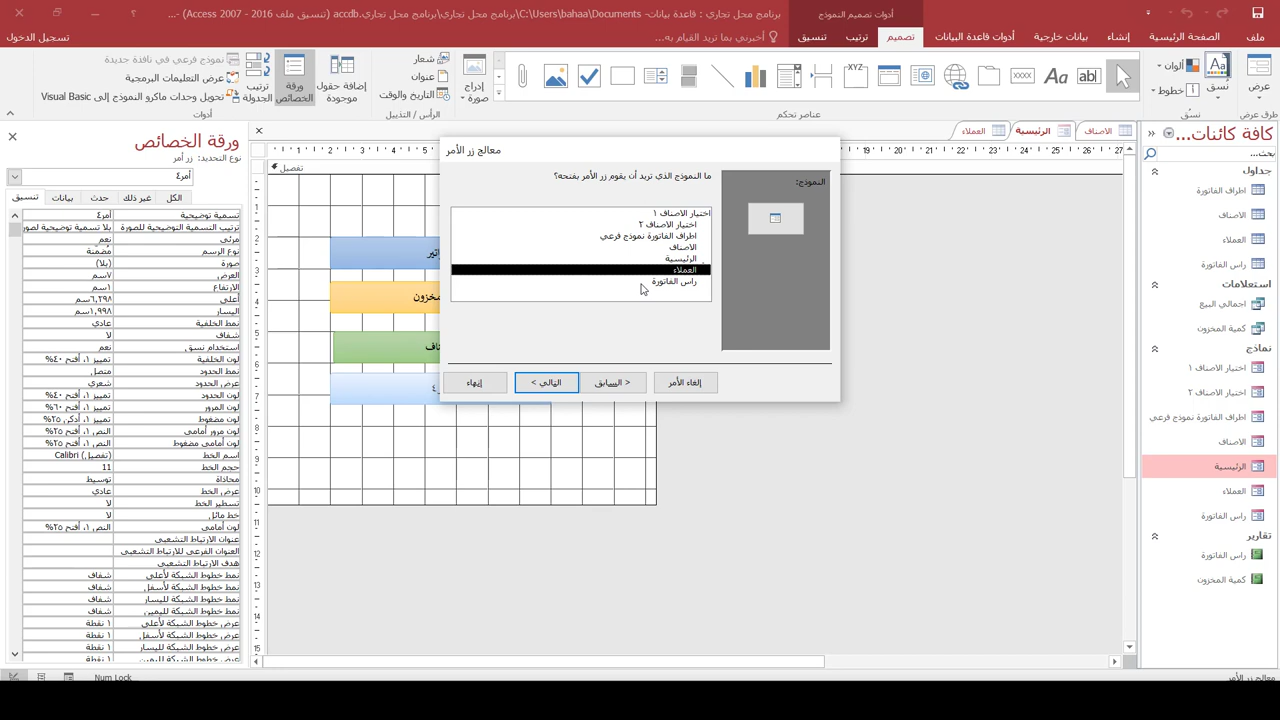 برنامج محل تجاري : قاعدة بيانات- C:\Users\bahaa\Documents\برنامج محل تجاري\برنامج محل تجاري.accdb (تنسيق ملف Access 2007 - 2016) -...
أدوات تصميم النموذج
ملف
الصفحة الرئيسية
إنشاء
بيانات خارجية
أدوات قاعدة البيانات
تصميم
ترتيب
تنسيق
أخبرني بما تريد القيام به...
تسجيل الدخول
عرض
طرق عرض
نسق
ألوان
خطوط
نُسق
ab
Aa
xxxx
XYZ
عناصر تحكم
إدراج صورة
شعار
عنوان
التاريخ والوقت
الرأس / التذييل
إضافة حقول موجودة
ورقة الخصائص
ترتيب الجدولة
نموذج فرعي في نافذة جديدة
عرض التعليمات البرمجية
تحويل وحدات ماكرو النموذج إلى Visual Basic
أدوات
كافة كائنات...
بحث...
جداول
اطراف الفاتورة
الاصناف
العملاء
راس الفاتورة
استعلامات
اجمالي البيع
كمية المخزون
نماذج
اختيار الاصناف ١
اختيار الاصناف ٢
اطراف الفاتورة نموذج فرعي
الاصناف
الرئيسية
العملاء
راس الفاتورة
تقارير
راس الفاتورة
كمية المخزون
الاصناف
الرئيسية
العملاء
تفصيل
معالج زر الأمر
ما النموذج الذي تريد أن يقوم زر الأمر بفتحه؟
النموذج:
اختيار الاصناف ١
اختيار الاصناف ٢
اطراف الفاتورة نموذج فرعي
الاصناف
الرئيسية
العملاء
راس الفاتورة
إلغاء الأمر
< السابق
التالي >
إنهاء
ورقة الخصائص
نوع التحديد: زر أمر
أمر٤
تنسيق
بيانات
حدث
غير ذلك
الكل
تسمية توضيحية أمر٤
ترتيب التسمية التوضيحية للصورة بلا تسمية توضيحية لصور
مرئي نعم
نوع الرسم مُضمّنة
صورة (بلا)
العرض ٧سم
الارتفاع ١سم
أعلى ٦,٢٩٨سم
اليسار ١,٩٩٨سم
نمط الخلفية عادي
شفاف لا
استخدام نسق نعم
لون الخلفية تمييز ١، أفتح ٤٠%
نمط الحدود متصل
عرض الحدود شعري
لون الحدود تمييز ١، أفتح ٤٠%
لون المرور تمييز ١، أفتح ٦٠%
لون مضغوط تمييز ١، أدكن ٢٥%
لون مرور أمامي النص ١، أفتح ٢٥%
لون أمامي مضغوط النص ١، أفتح ٢٥%
اسم الخط Calibri (تفصيل)
حجم الخط 11
محاذاة توسيط
عرض الخط عادي
تسطير الخط لا
خط مائل لا
لون أمامي النص ١، أفتح ٢٥%
عنوان الارتباط التشعبي
العنوان الفرعي للارتباط التشعبي
هدف الارتباط التشعبي
نمط خطوط الشبكة لأعلى شفاف
نمط خطوط الشبكة لأسفل شفاف
نمط خطوط الشبكة لليسار شفاف
نمط خطوط الشبكة لليمين شفاف
عرض خطوط الشبكة لأعلى ١ نقطة
عرض خطوط الشبكة لأسفل ١ نقطة
عرض خطوط الشبكة لليسار ١ نقطة
معالج زر الأمر
Num Lock